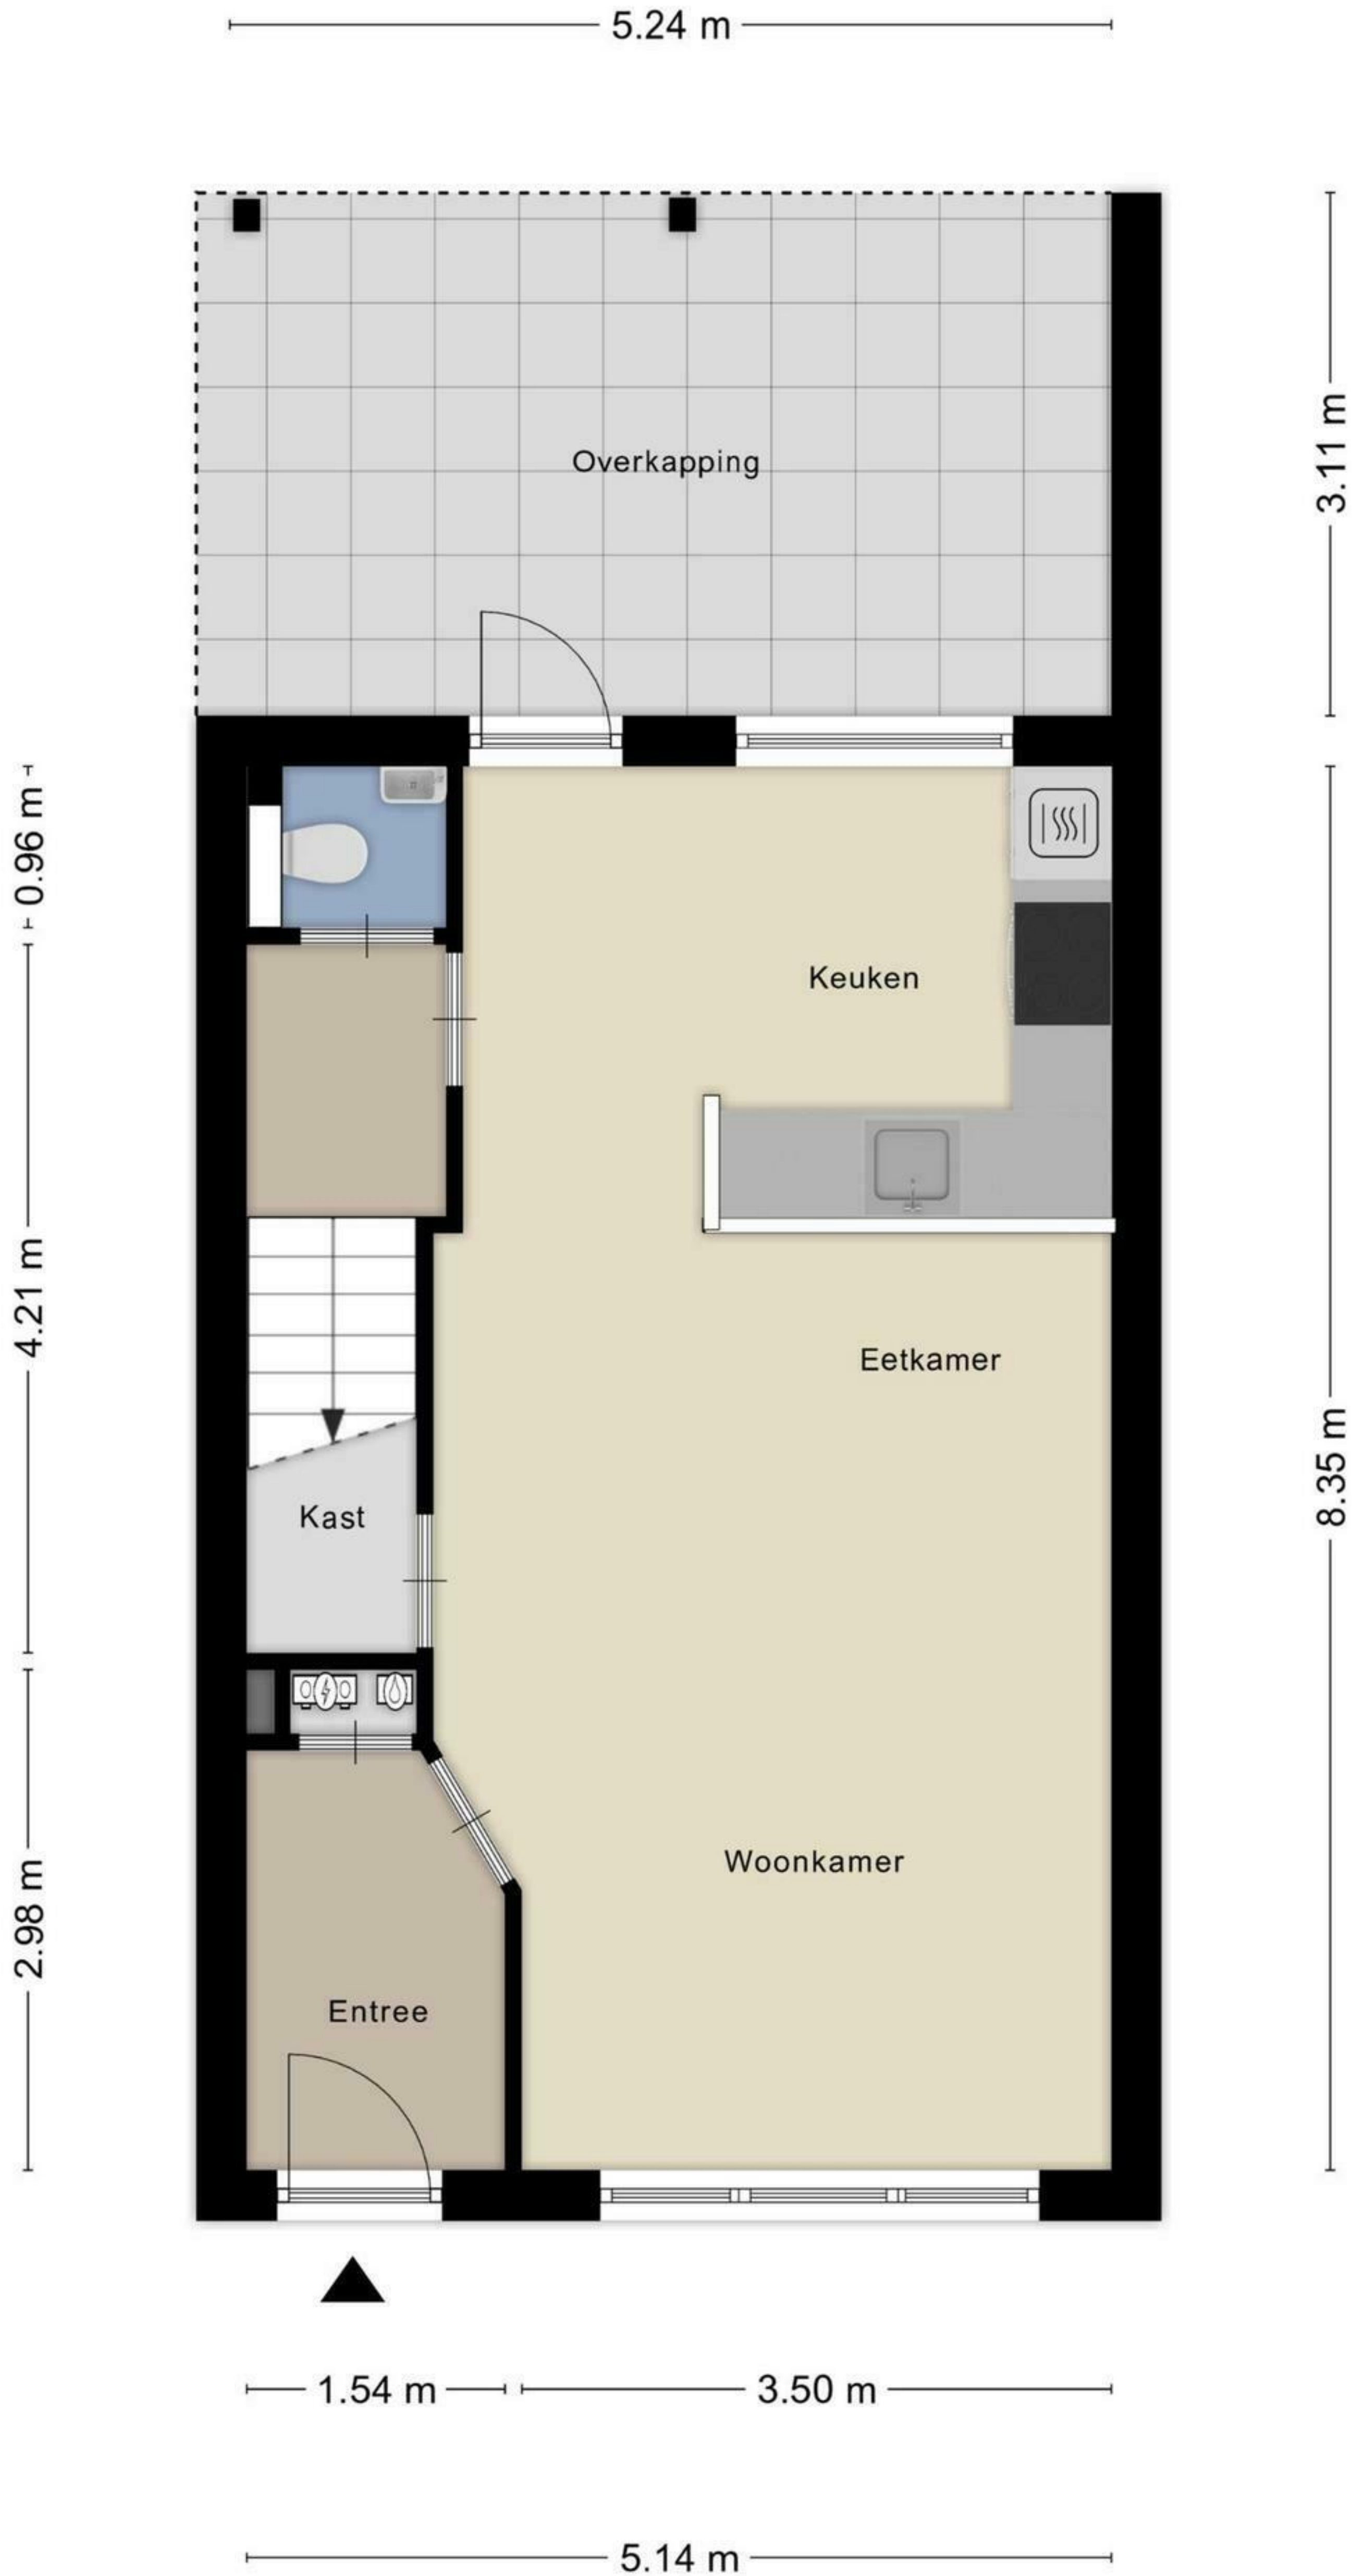 5.24 m
Overkapping
3.11 m
0.96 m
Keuken
4.21 m
Eetkamer
8.35 m
Kast
Woonkamer
2.98 m
Entree
1.54 m
3.50 m
5.14 m